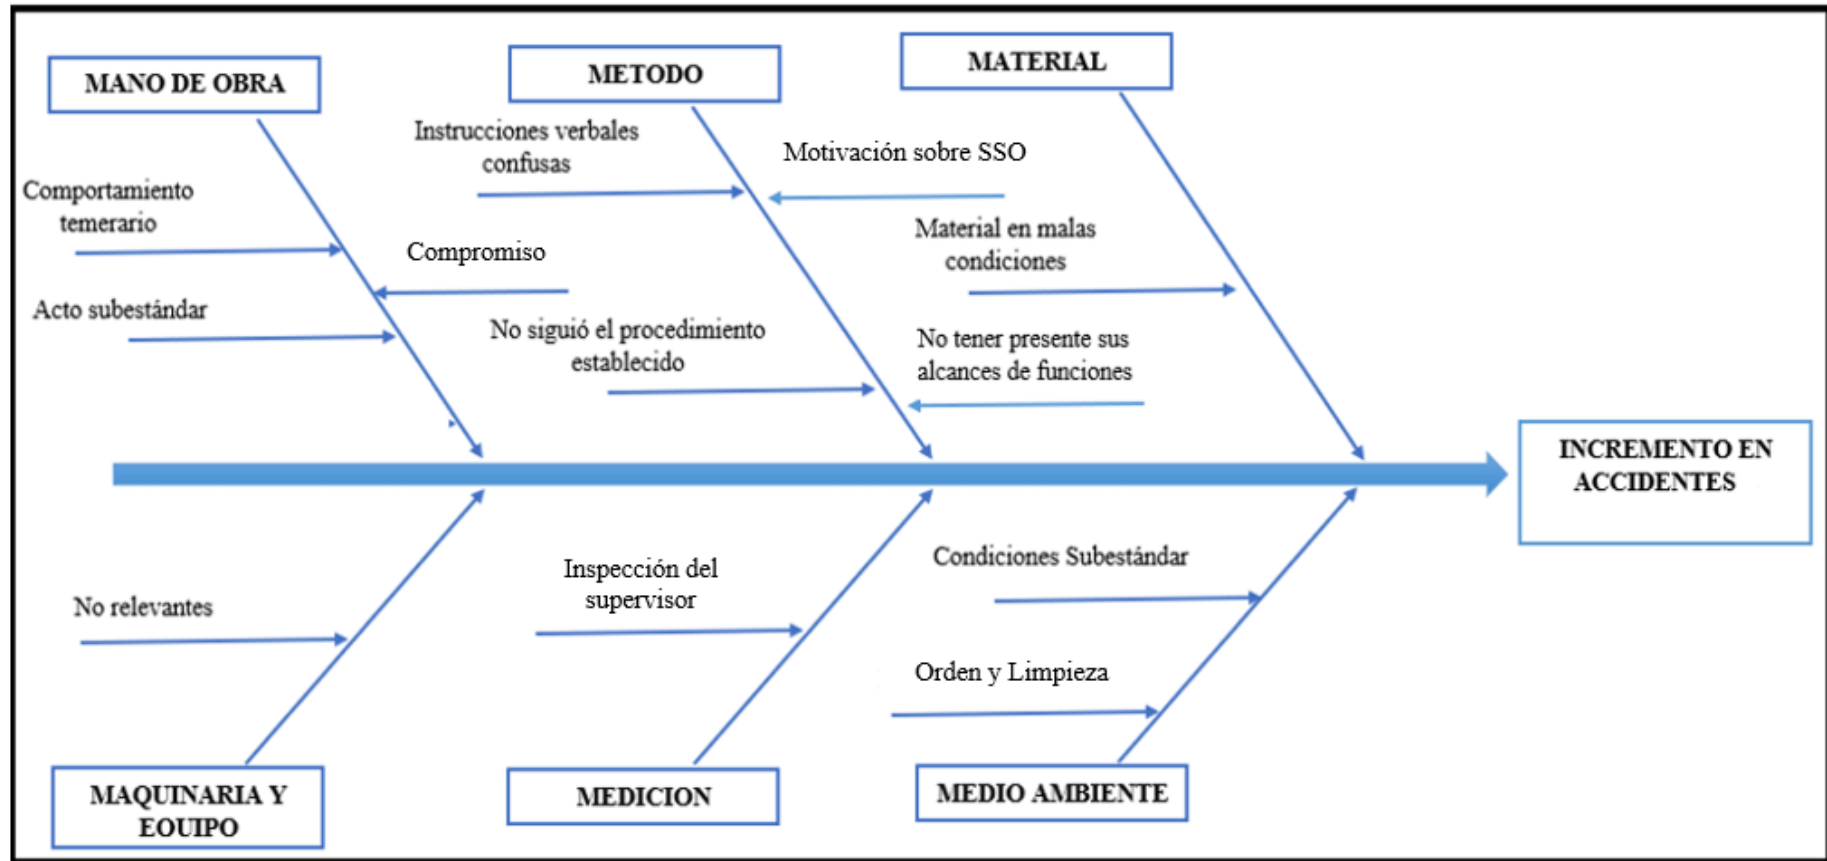 MANO DE OBRA
METODO
MATERIAL
Instrucciones verbales
confusas
Motivación sobre SSO
Comportamiento
temerario
Compromiso
Material en malas
condiciones
Acto subestándar
No siguió el procedimiento
establecido
No tener presente sus
alcances de funciones
INCREMENTO EN
ACCIDENTES
Inspección del
supervisor
Condiciones Subestándar
No relevantes
Orden y Limpieza
MAQUINARIA Y
EQUIPO
MEDICION
MEDIO AMBIENTE